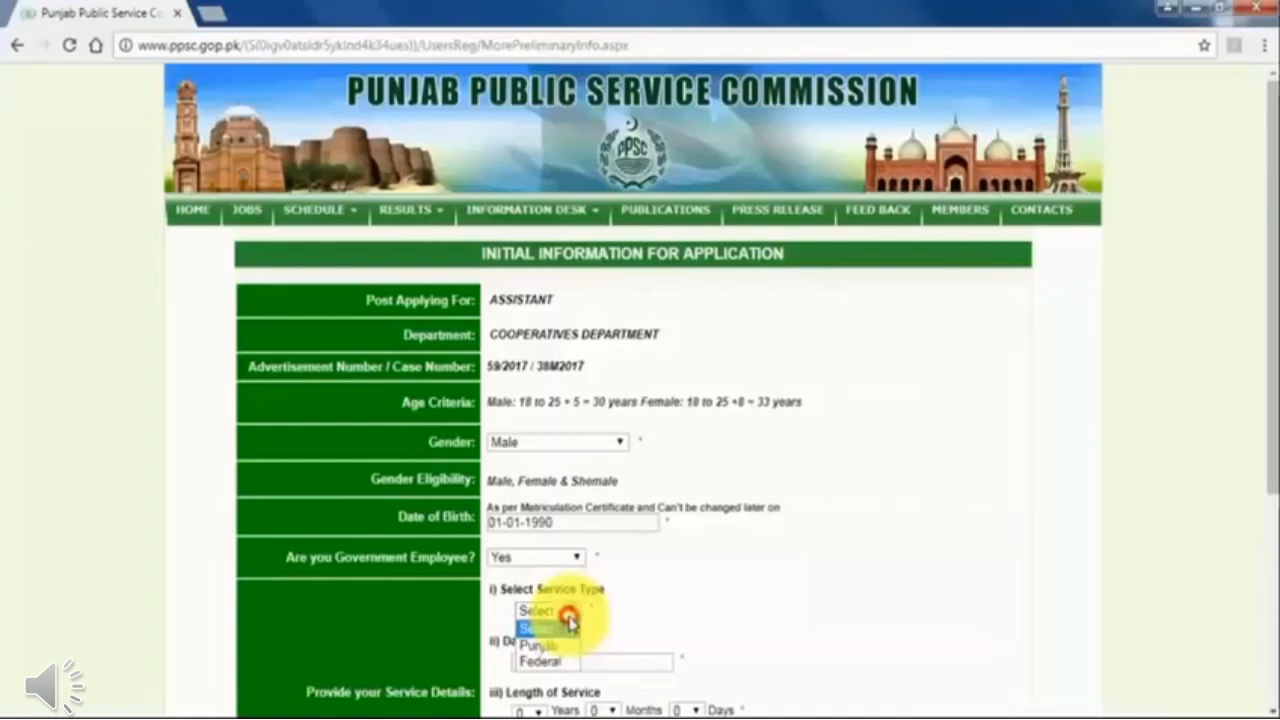 Punjab Public Service Co
www.ppsc.gop.pk/ /UsersReg/MorePreliminaryInfo.aspx
PUNJAB PUBLIC SERVICE COMMISSION
PPSC
HOME JOBS SCHEDULE RESULTS INFORMATION DESK PUBLICATIONS PRESS RELEASE FEED BACK MEMBERS CONTACTS
INITIAL INFORMATION FOR APPLICATION
Post Applying For: ASSISTANT
Department: COOPERATIVES DEPARTMENT
Advertisement Number / Case Number: 59/2017 / 38M2017
Age Criteria: Male: 18 to 25 + 5 = 30 years Female: 18 to 25 +8 = 33 years
Gender: Male *
Gender Eligibility: Male, Female & Shemale
As per Matriculation Certificate and Can't be changed later on
Date of Birth: 01-01-1990 *
Are you Government Employee? Yes *
i) Select Service Type
Select *
Select
Punjab
ii) Da
Federal *
Provide your Service Details: iii) Length of Service
0 Years 0 Months 0 Days *